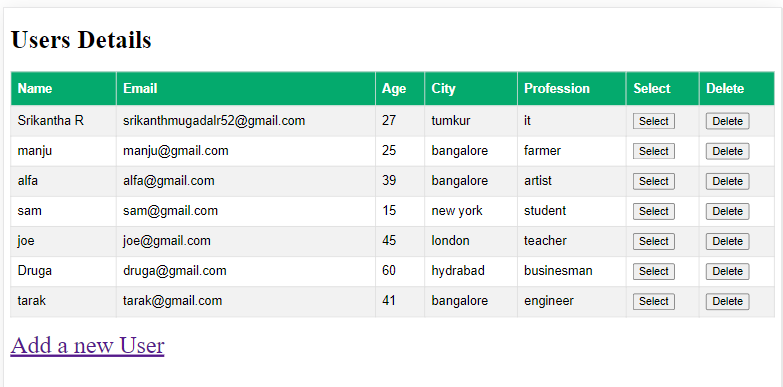 Users Details
Name Email Age City Profession Select Delete
Srikantha R srikanthmugadalr52@gmail.com 27 tumkur it Select Delete
manju manju@gmail.com 25 bangalore farmer Select Delete
alfa alfa@gmail.com 39 bangalore artist Select Delete
sam sam@gmail.com 15 new york student Select Delete
joe joe@gmail.com 45 london teacher Select Delete
Druga druga@gmail.com 60 hydrabad businesman Select Delete
tarak tarak@gmail.com 41 bangalore engineer Select Delete
Add a new User